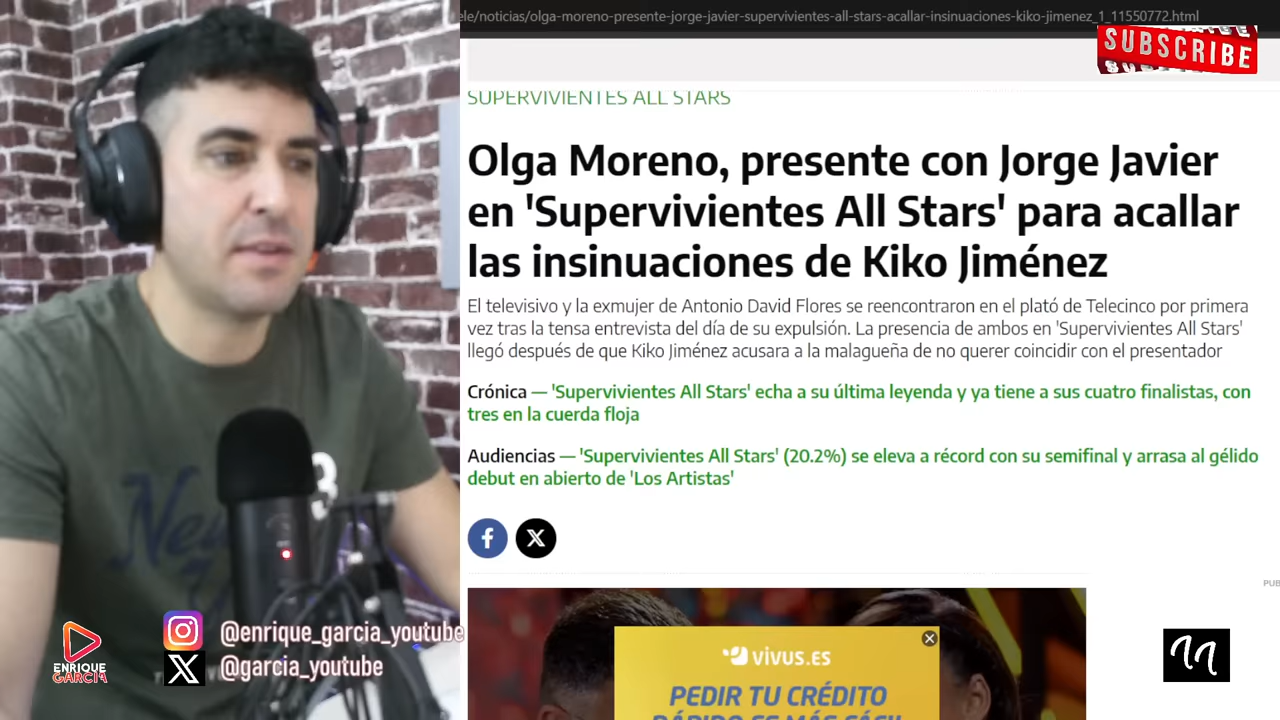 ele/noticias/olga-moreno-presente-jorge-javier-supervivientes-all-stars-acallar-insinuaciones-kiko-jimenez_1_11550772.html
SUBSCRIBE
SUPERVIVIENTES ALL STARS
Olga Moreno, presente con Jorge Javier
en 'Supervivientes All Stars' para acallar
las insinuaciones de Kiko Jiménez
El televisivo y la exmujer de Antonio David Flores se reencontraron en el plató de Telecinco por primera
vez tras la tensa entrevista del día de su expulsión. La presencia de ambos en 'Supervivientes All Stars'
llegó después de que Kiko Jiménez acusara a la malagueña de no querer coincidir con el presentador
Crónica — 'Supervivientes All Stars' echa a su última leyenda y ya tiene a sus cuatro finalistas, con
tres en la cuerda floja
Audiencias — 'Supervivientes All Stars' (20.2%) se eleva a récord con su semifinal y arrasa al gélido
debut en abierto de 'Los Artistas'
PUB
vivus.es
PEDIR TU CRÉDITO
RÁPIDO ES MÁS FÁCIL
@enrique_garcia_youtube
@garcia_youtube
ENRIQUE
GARCIA